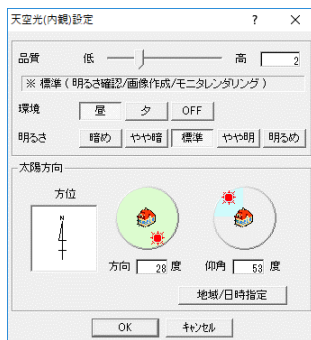 天空光(内観)設定 ? ×
品質 低 高 2
※ 標準(明るさ確認/画像作成/モニタレンダリング)
環境 昼 夕 OFF
明るさ 暗め やや暗 標準 やや明 明るめ
太陽方向
方位
N
方向 28 度 仰角 53 度
地域/日時指定
OK キャンセル